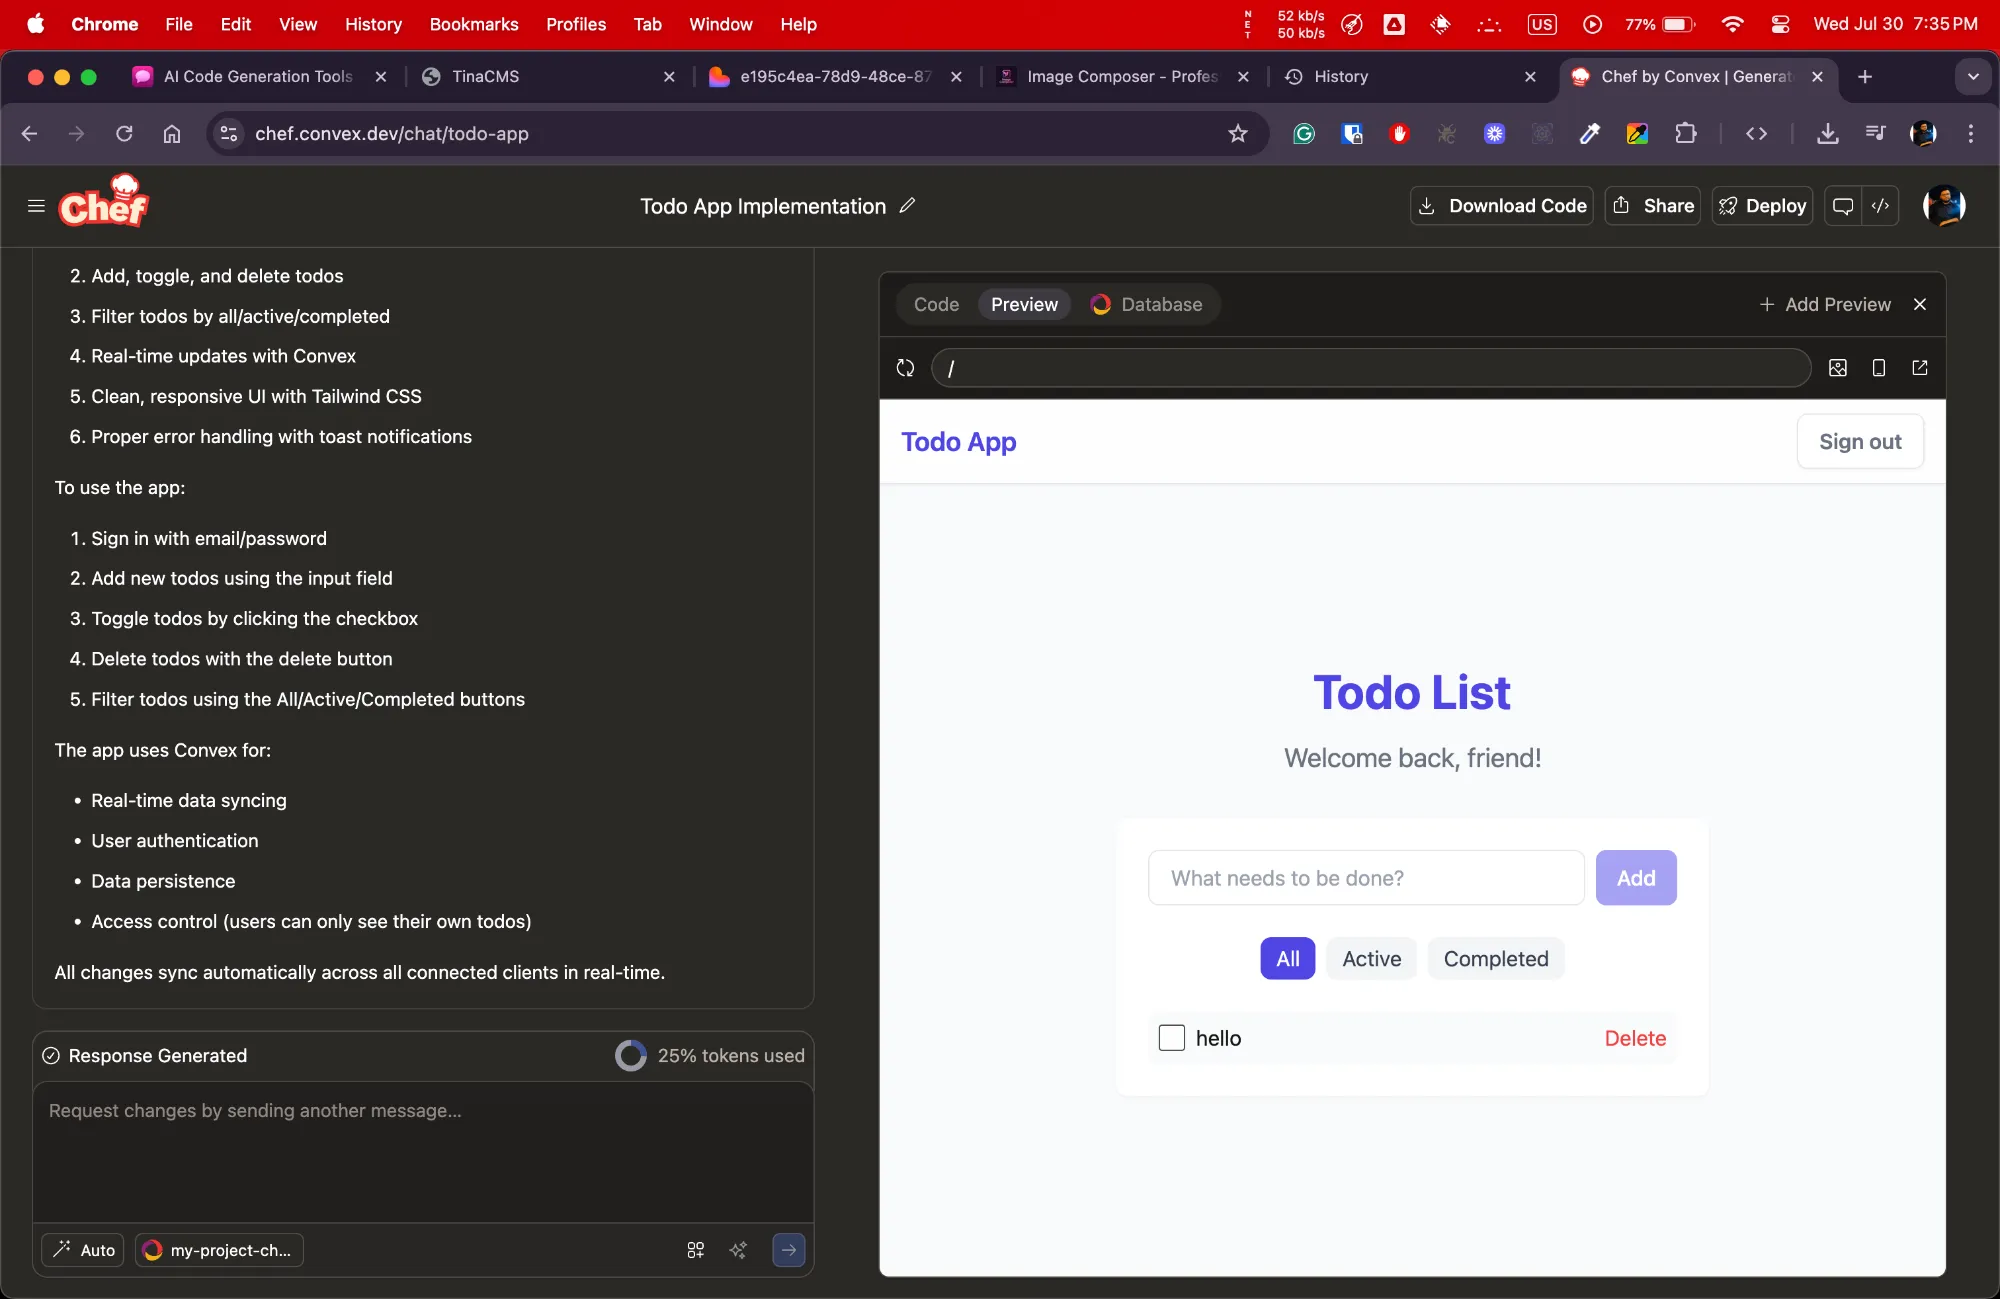 Chrome File Edit View History Bookmarks Profiles Tab Window Help
NET 52 kb/s 50 kb/s US 77% Wed Jul 30 7:35 PM
AI Code Generation Tools TinaCMS e195c4ea-78d9-48ce-87 Image Composer - Profes History Chef by Convex | Generat
chef.convex.dev/chat/todo-app
Chef Todo App Implementation Download Code Share Deploy
2. Add, toggle, and delete todos
3. Filter todos by all/active/completed
4. Real-time updates with Convex
5. Clean, responsive UI with Tailwind CSS
6. Proper error handling with toast notifications
To use the app:
1. Sign in with email/password
2. Add new todos using the input field
3. Toggle todos by clicking the checkbox
4. Delete todos with the delete button
5. Filter todos using the All/Active/Completed buttons
The app uses Convex for:
• Real-time data syncing
• User authentication
• Data persistence
• Access control (users can only see their own todos)
All changes sync automatically across all connected clients in real-time.
Response Generated 25% tokens used
Request changes by sending another message...
Auto my-project-ch...
Code Preview Database Add Preview
/
Todo App Sign out
Todo List
Welcome back, friend!
What needs to be done? Add
All Active Completed
hello Delete